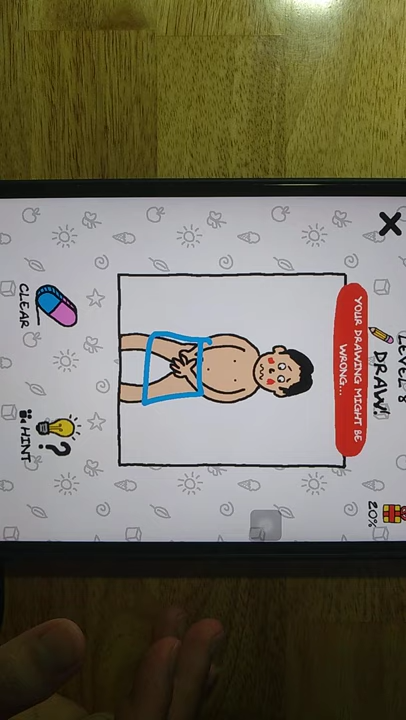 LEVEL 8
DRAW!
20%
YOUR DRAWING MIGHT BE
WRONG...
CLEAR
HINT